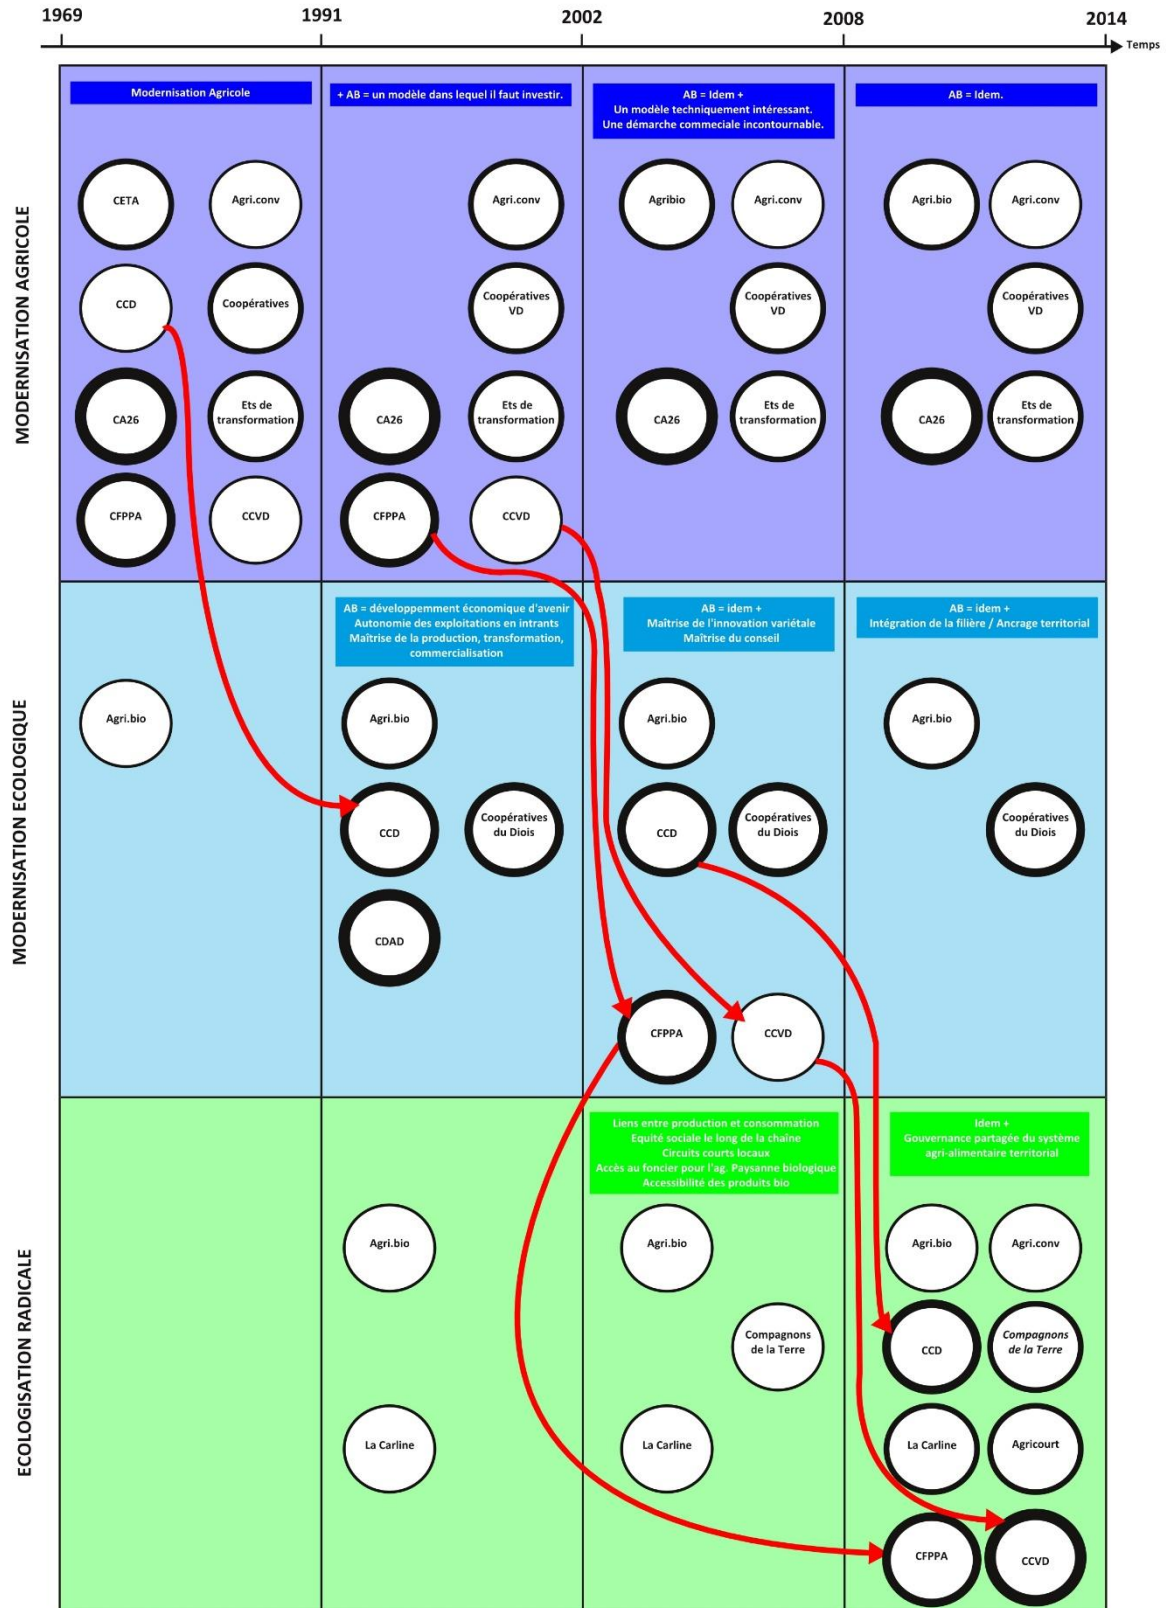 1969
1991
2002
2008
2014
Temps
MODERNISATION AGRICOLE
Modernisation Agricole
+ AB = un modèle dans lequel il faut investir.
AB = Idem +
Un modèle techniquement intéressant.
Une démarche commeciale incontournable.
AB = Idem.
CETA
Agri.conv
Agri.conv
Agribio
Agri.conv
Agri.bio
Agri.conv
CCD
Coopératives
Coopératives
VD
Coopératives
VD
Coopératives
VD
CA26
Ets de
transformation
CA26
Ets de
transformation
CA26
Ets de
transformation
CA26
Ets de
transformation
CFPPA
CCVD
CFPPA
CCVD
MODERNISATION ECOLOGIQUE
AB = développemment économique d'avenir
Autonomie des exploitations en intrants
Maîtrise de la production, transformation,
commercialisation
AB = idem +
Maîtrise de l'innovation variétale
Maîtrise du conseil
AB = idem +
Intégration de la filière / Ancrage territorial
Agri.bio
Agri.bio
Agri.bio
Agri.bio
CCD
Coopératives
du Diois
CCD
Coopératives
du Diois
Coopératives
du Diois
CDAD
CFPPA
CCVD
ECOLOGISATION RADICALE
Liens entre production et consommation
Equité sociale le long de la chaîne
Circuits courts locaux
Accès au foncier pour l'ag. Paysanne biologique
Accessibilité des produits bio
Idem +
Gouvernance partagée du système
agri-alimentaire territorial
Agri.bio
Agri.bio
Agri.bio
Agri.conv
Compagnons
de la Terre
CCD
Compagnons
de la Terre
La Carline
La Carline
La Carline
Agricourt
CFPPA
CCVD